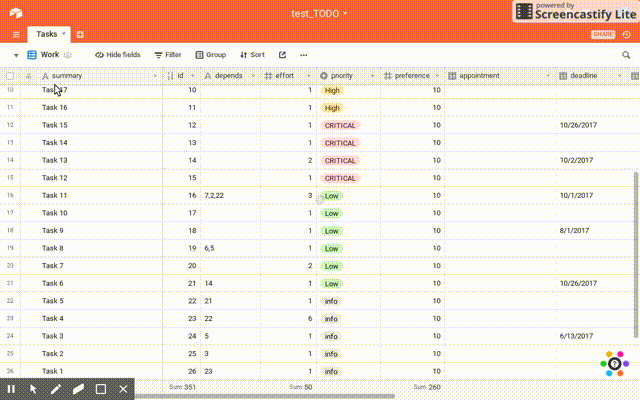 test_TODO
powered by
Screencastify Lite
Tasks
SHARE
Work Hide fields Filter Group Sort
summary id depends effort priority preference appointment deadline
10 Task 17 10 1 High 10
11 Task 16 11 1 High 10
12 Task 15 12 1 CRITICAL 10 10/26/2017
13 Task 14 13 1 CRITICAL 10
14 Task 13 14 2 CRITICAL 10 10/2/2017
15 Task 12 15 1 CRITICAL 10
16 Task 11 16 7,2,22 3 Low 10 10/1/2017
17 Task 10 17 1 Low 10
18 Task 9 18 1 Low 10 8/1/2017
19 Task 8 19 6,5 1 Low 10
20 Task 7 20 2 Low 10
21 Task 6 21 14 1 Low 10 10/26/2017
22 Task 5 22 21 1 info 10
23 Task 4 23 22 6 info 10
24 Task 3 24 5 1 info 10 6/13/2017
25 Task 2 25 3 1 info 10
26 Task 1 26 23 1 info 10
Sum 351 Sum 50 Sum 260